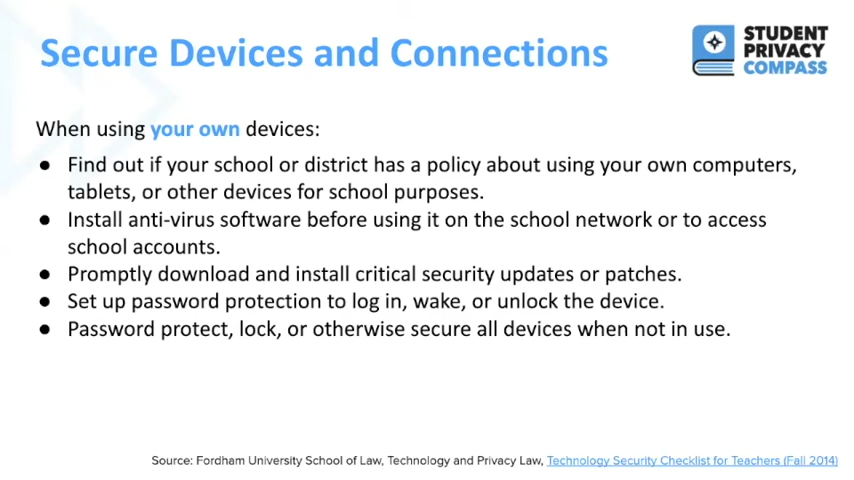 Secure Devices and Connections
STUDENT
PRIVACY
COMPASS
When using your own devices:
● Find out if your school or district has a policy about using your own computers,
tablets, or other devices for school purposes.
● Install anti-virus software before using it on the school network or to access
school accounts.
● Promptly download and install critical security updates or patches.
● Set up password protection to log in, wake, or unlock the device.
● Password protect, lock, or otherwise secure all devices when not in use.
Source: Fordham University School of Law, Technology and Privacy Law, Technology Security Checklist for Teachers (Fall 2014)